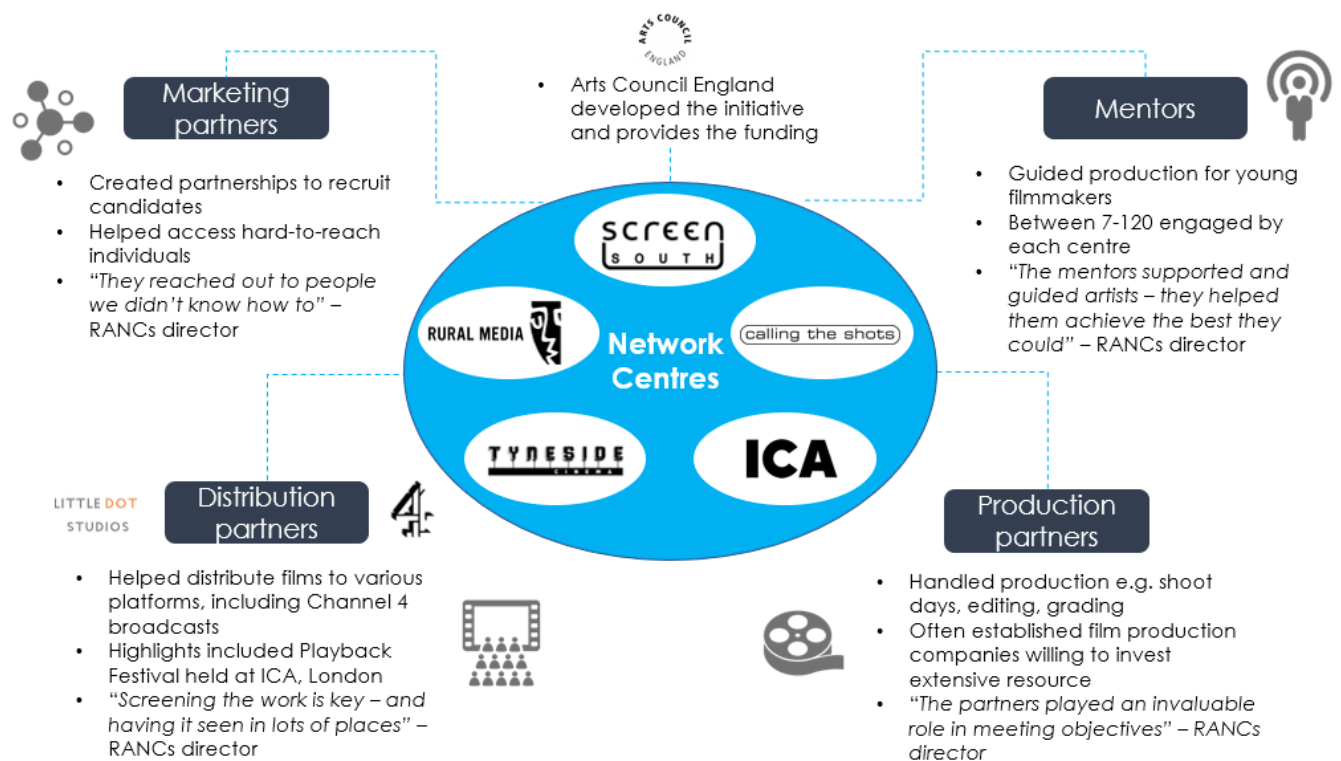 ARTS COUNCIL
ENGLAND
• Arts Council England
developed the initiative
and provides the funding
Marketing
partners
• Created partnerships to recruit
candidates
• Helped access hard-to-reach
individuals
• “They reached out to people
we didn’t know how to” –
RANCs director
Mentors
• Guided production for young
filmmakers
• Between 7-120 engaged by
each centre
• “The mentors supported and
guided artists – they helped
them achieve the best they
could” – RANCs director
SCREEN
SOUTH
RURAL MEDIA
calling the shots
Network
Centres
TYNESIDE
CINEMA
ICA
LITTLE DOT
STUDIOS
Distribution
partners
4
• Helped distribute films to various
platforms, including Channel 4
broadcasts
• Highlights included Playback
Festival held at ICA, London
• “Screening the work is key – and
having it seen in lots of places” –
RANCs director
Production
partners
• Handled production e.g. shoot
days, editing, grading
• Often established film production
companies willing to invest
extensive resource
• “The partners played an invaluable
role in meeting objectives” – RANCs
director